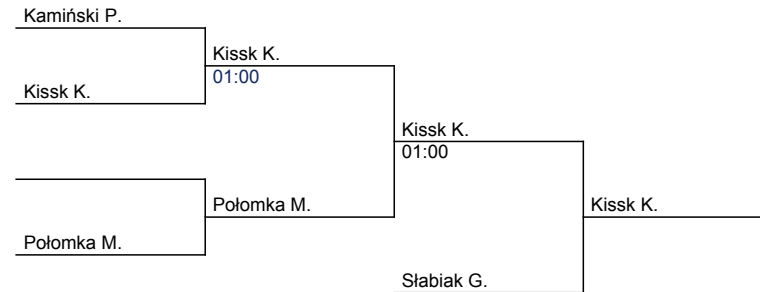 Kamiński P.
Kissk K.
01:00
Kissk K.
Kissk K.
01:00
Połomka M.
Kissk K.
Połomka M.
Słabiak G.